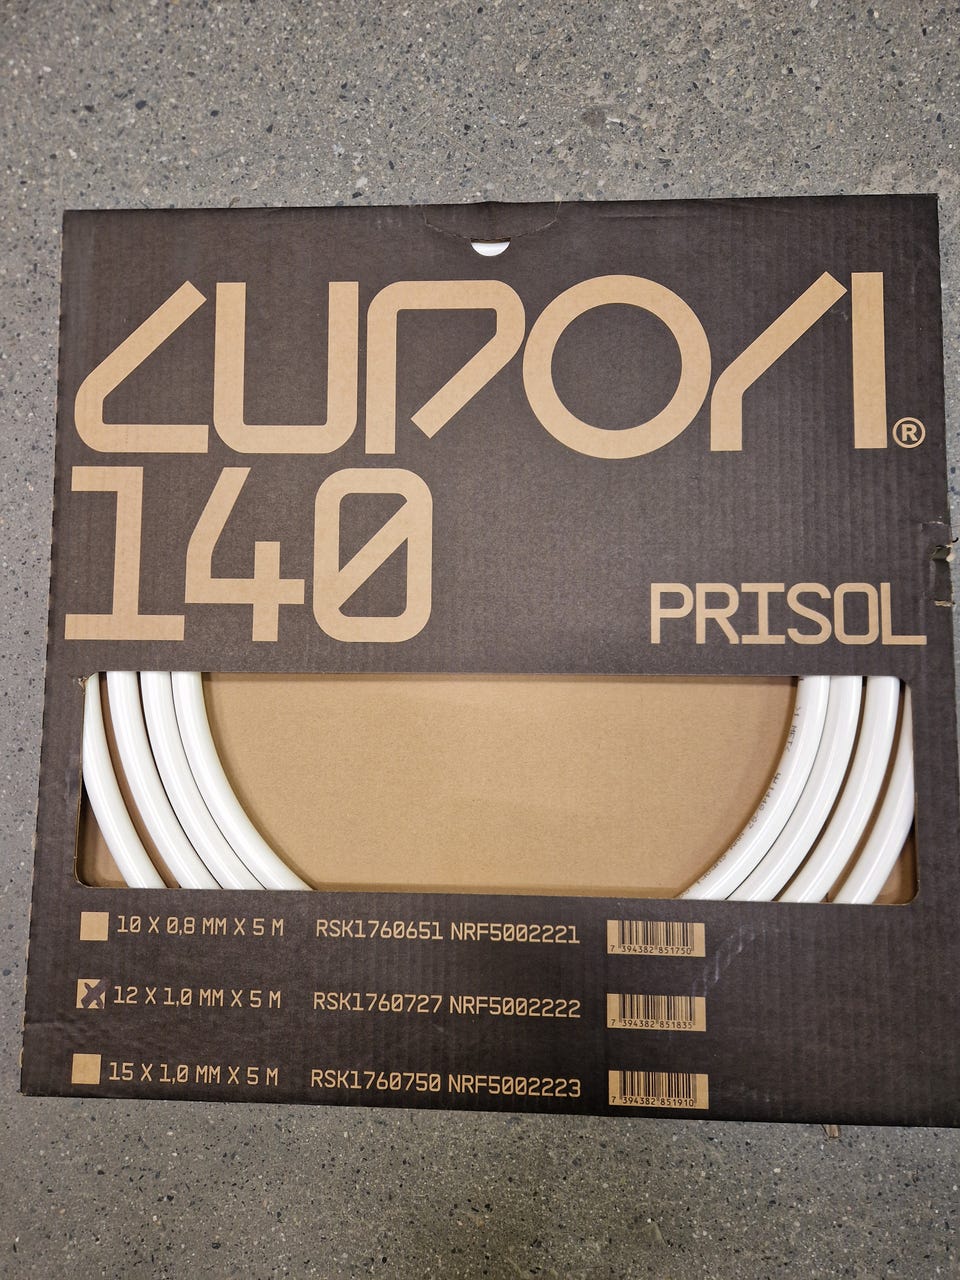 CUPORI®
140
PRISOL
10 X 0,8 MM X 5 M RSK1760651 NRF5002221
7 394382 851750
12 X 1,0 MM X 5 M RSK1760727 NRF5002222
7 394382 851835
15 X 1,0 MM X 5 M RSK1760750 NRF5002223
7 394382 851910